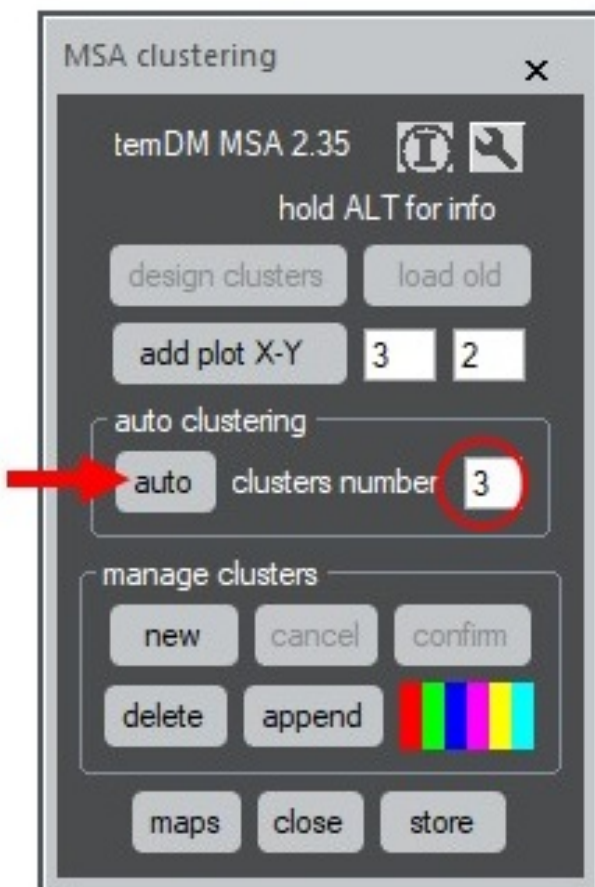 MSA clustering x
temDM MSA 2.35
hold ALT for info
design clusters load old
add plot X-Y 3 2
auto clustering
auto clusters number 3
manage clusters
new cancel confirm
delete append
maps close store